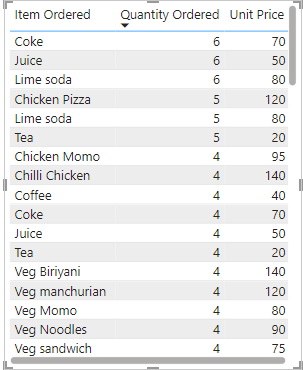 Item Ordered Quantity Ordered Unit Price
Coke 6 70
Juice 6 50
Lime soda 6 80
Chicken Pizza 5 120
Lime soda 5 80
Tea 5 20
Chicken Momo 4 95
Chilli Chicken 4 140
Coffee 4 40
Coke 4 70
Juice 4 50
Tea 4 20
Veg Biriyani 4 140
Veg manchurian 4 120
Veg Momo 4 80
Veg Noodles 4 90
Veg sandwich 4 75